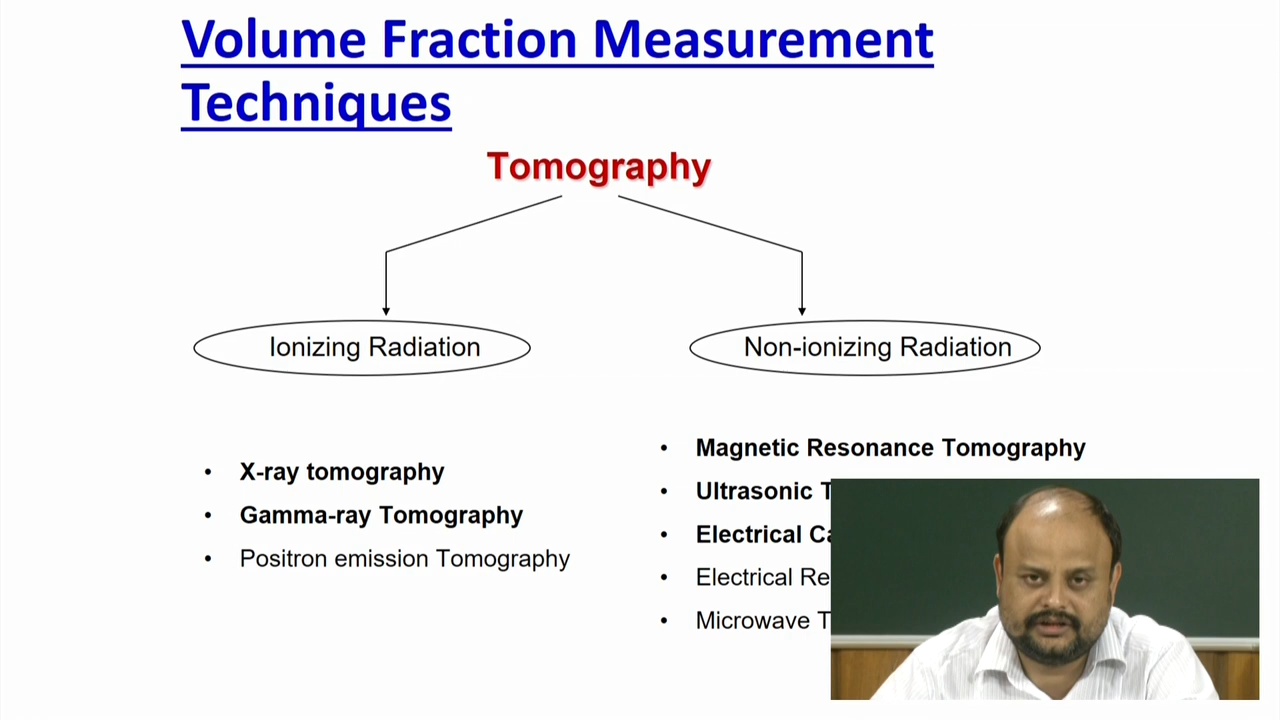 Volume Fraction Measurement
Techniques
Tomography
Ionizing Radiation
Non-ionizing Radiation
• X-ray tomography
• Gamma-ray Tomography
• Positron emission Tomography
• Magnetic Resonance Tomography
• Ultrasonic
• Electrical
•  Electrical
• Microwave